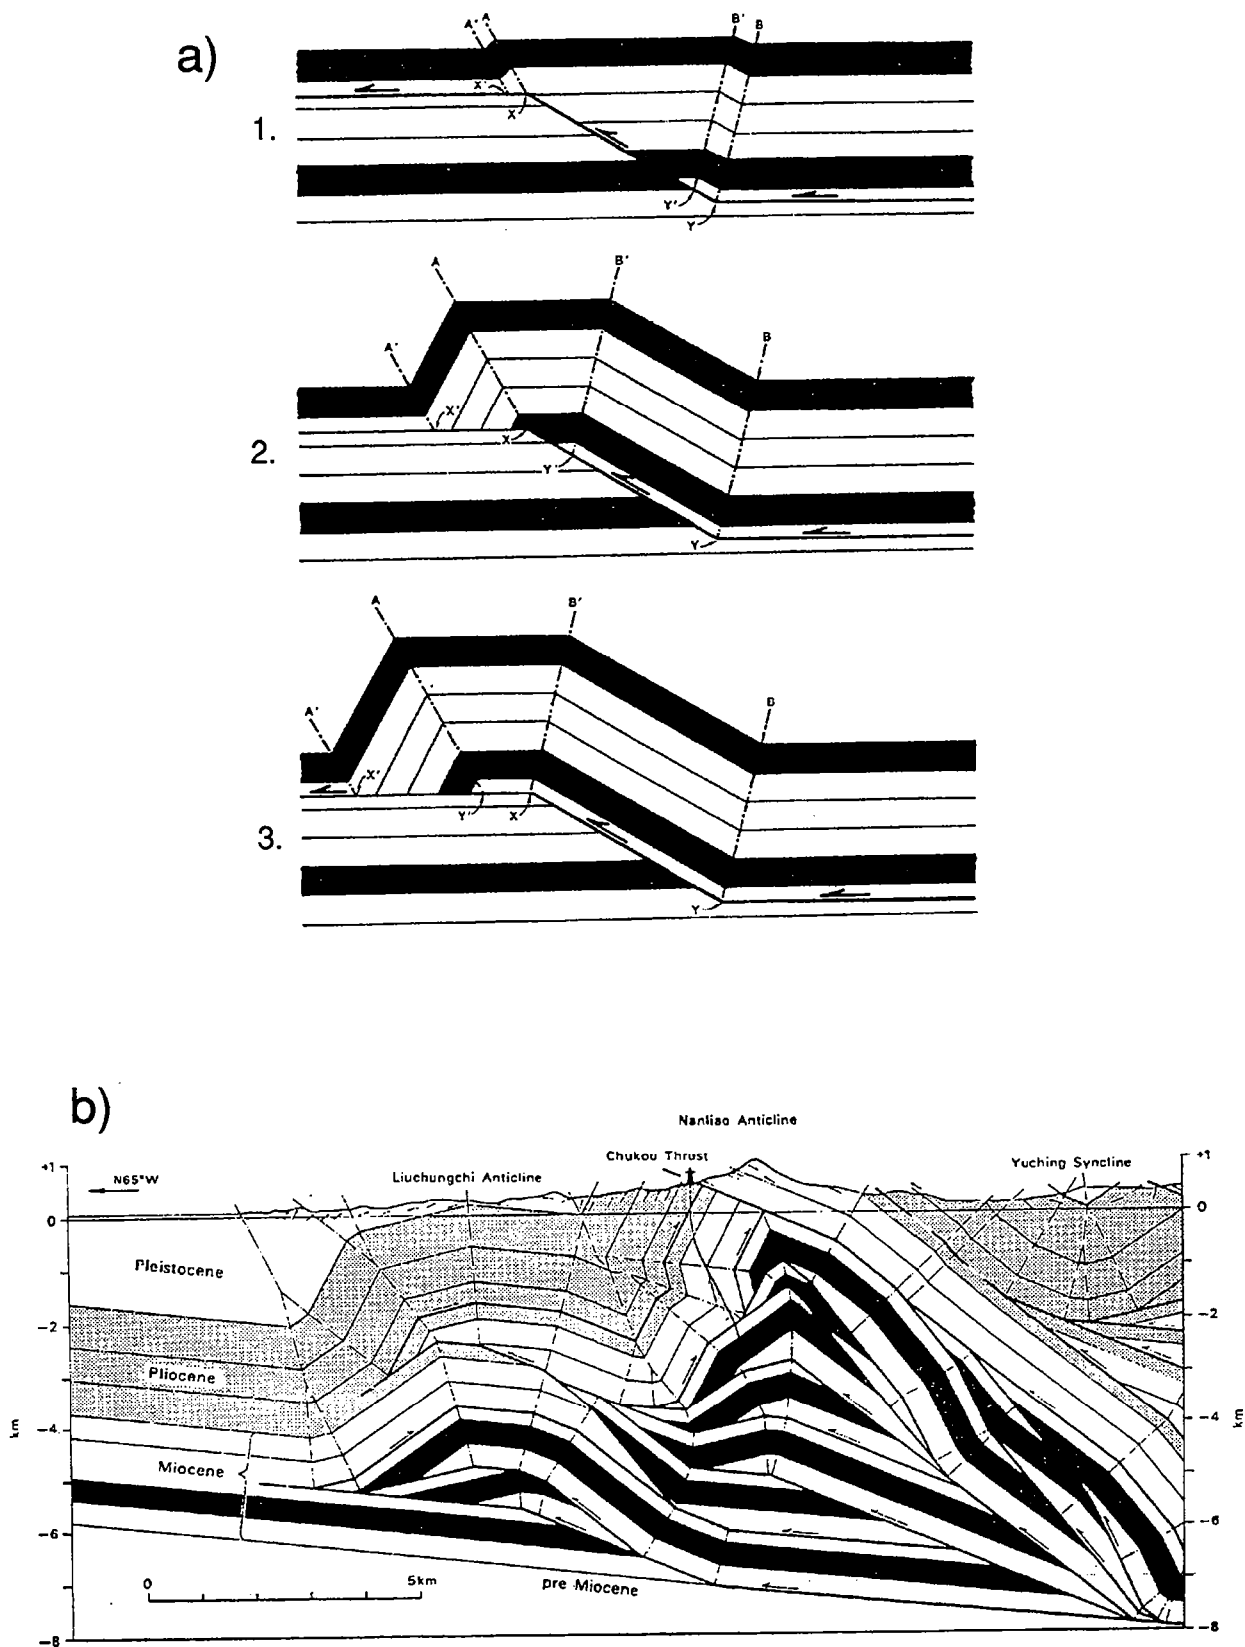 a)
A' A B' B
X'
X
1.
Y'
Y
A B'
A' B
X'
X
2.
Y'
Y
A B'
A' B
X'
Y' X
3.
Y
b)
Nanliao Anticline
Chukou Thrust
Liuchungchi Anticline
Yuching Syncline
N65°W
+1 +1
0 0
Pleistocene
-2 -2
Pliocene
km km
-4 -4
Miocene
-6 -6
0 5km
pre Miocene
-8 -8